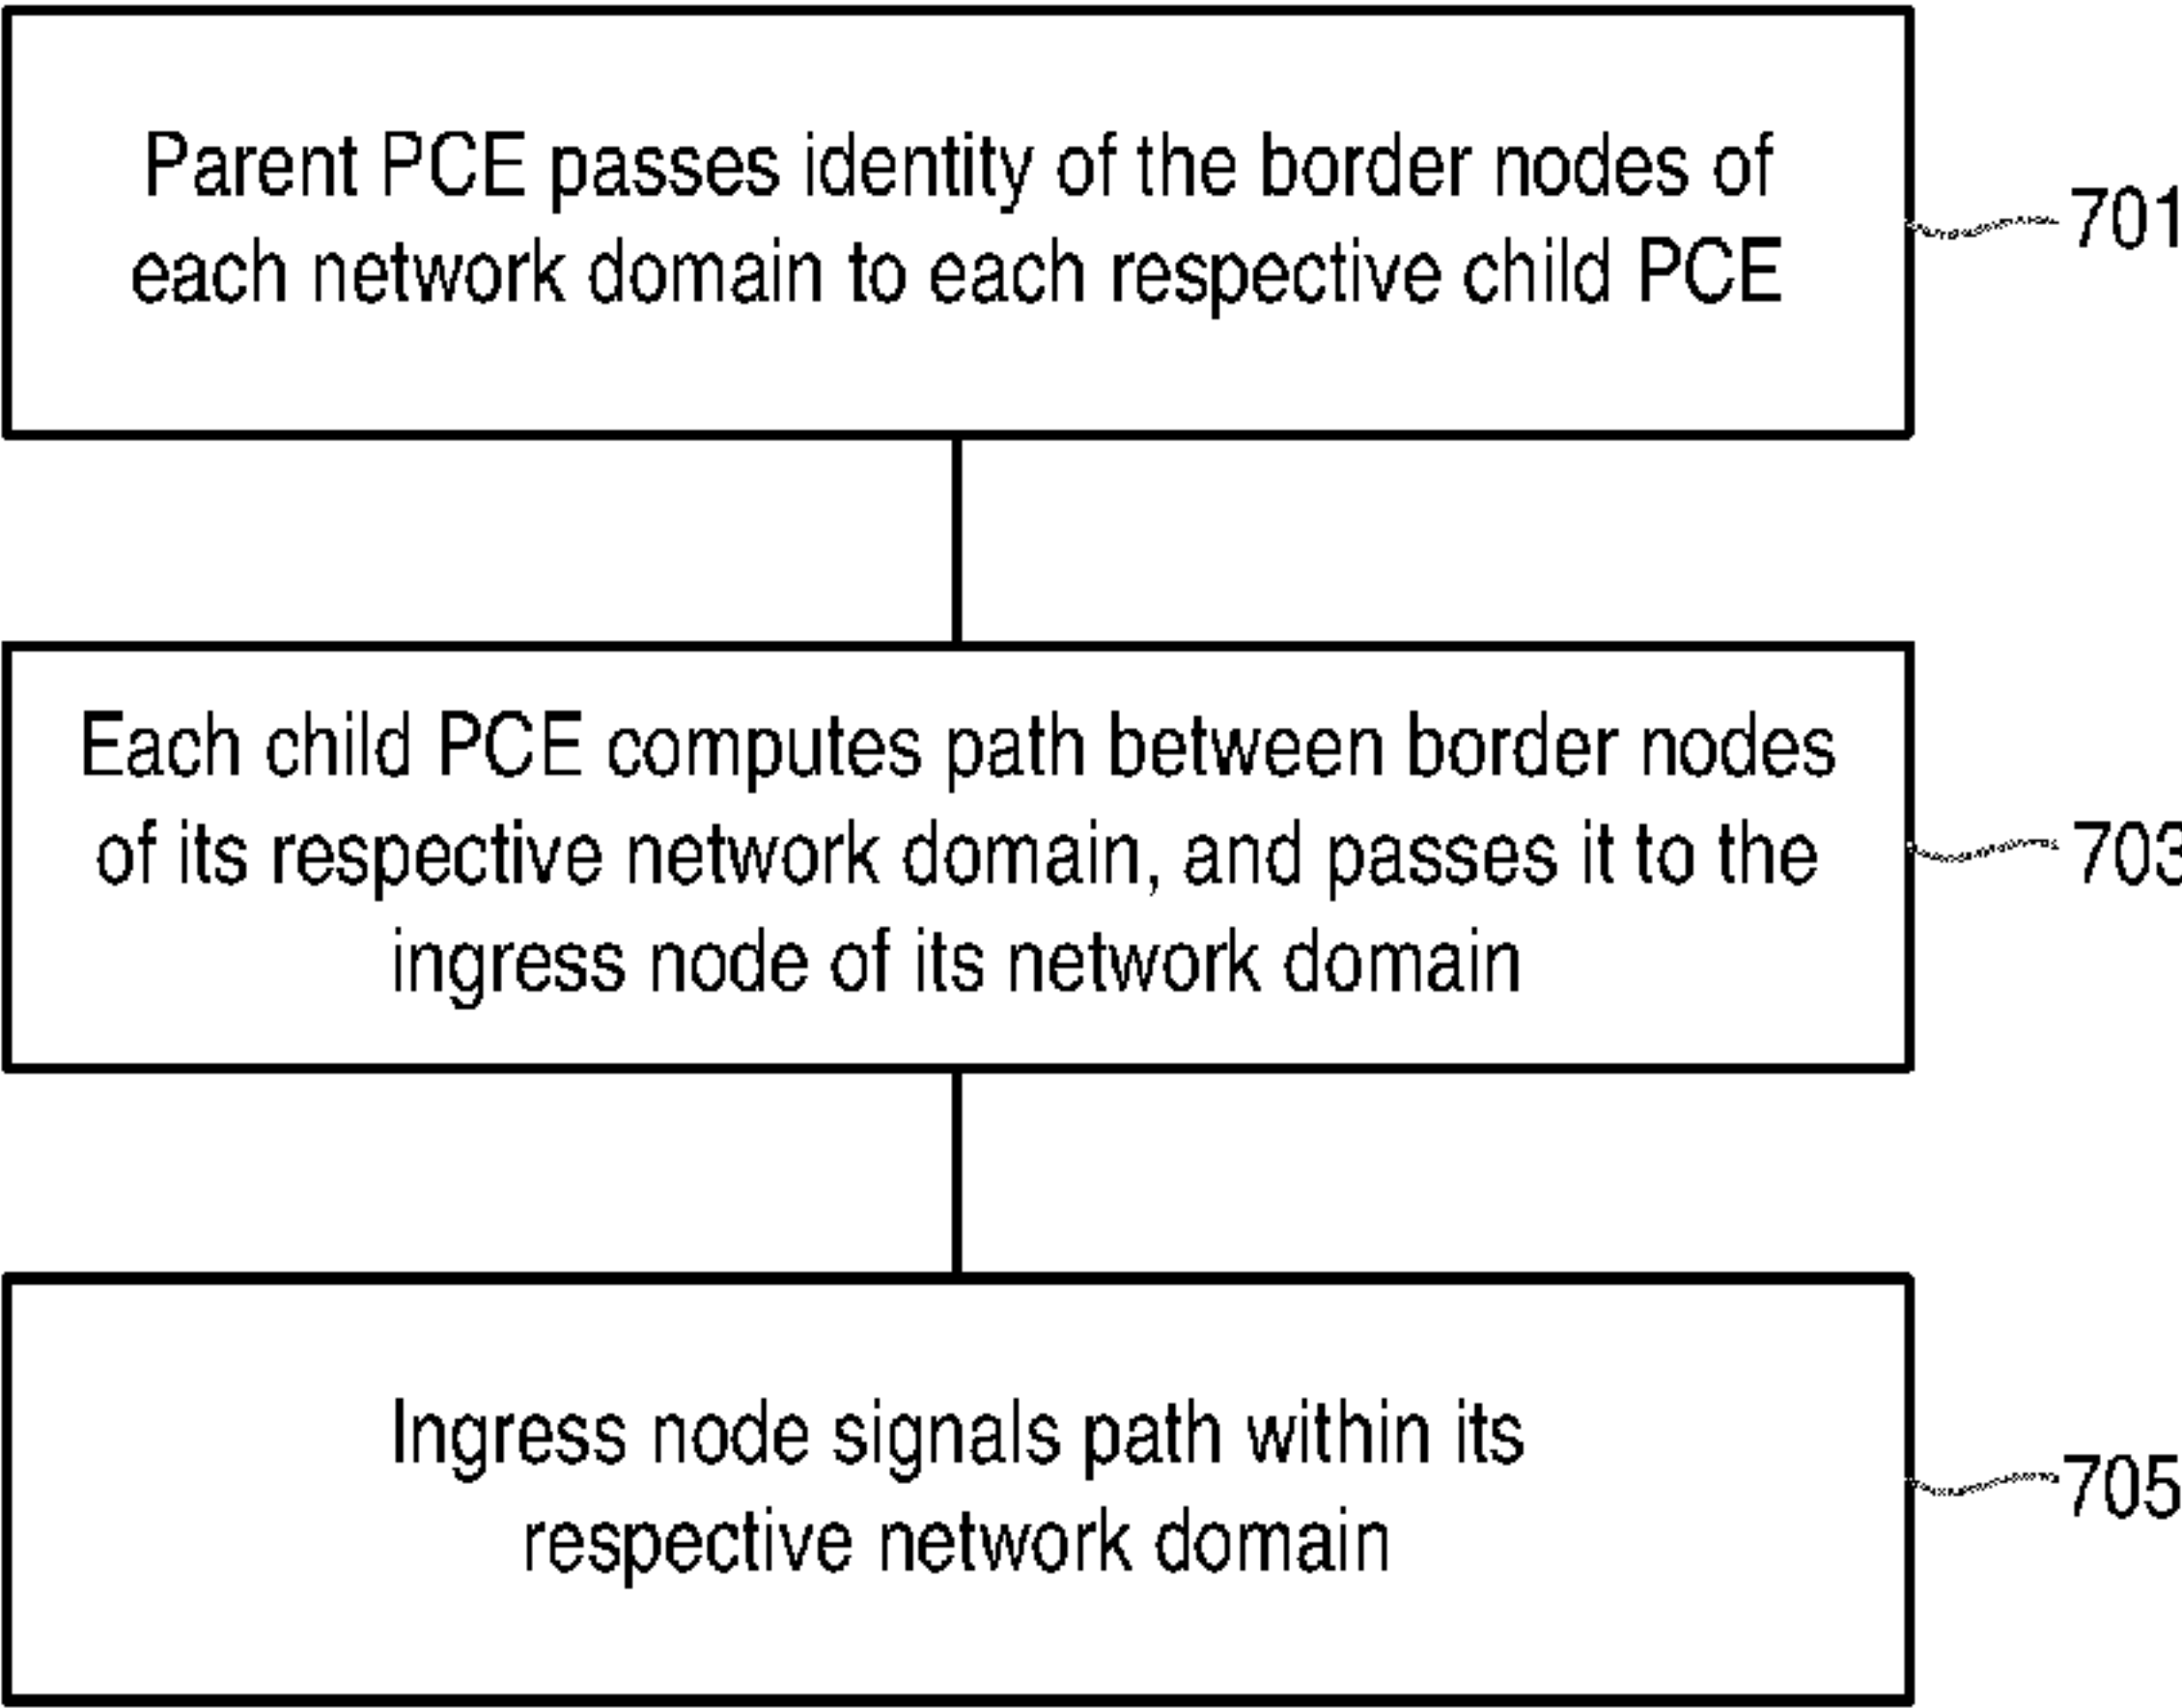 Parent PCE passes identity of the border nodes of
each network domain to each respective child PCE
701
Each child PCE computes path between border nodes
of its respective network domain, and passes it to the
ingress node of its network domain
703
Ingress node signals path within its
respective network domain
705